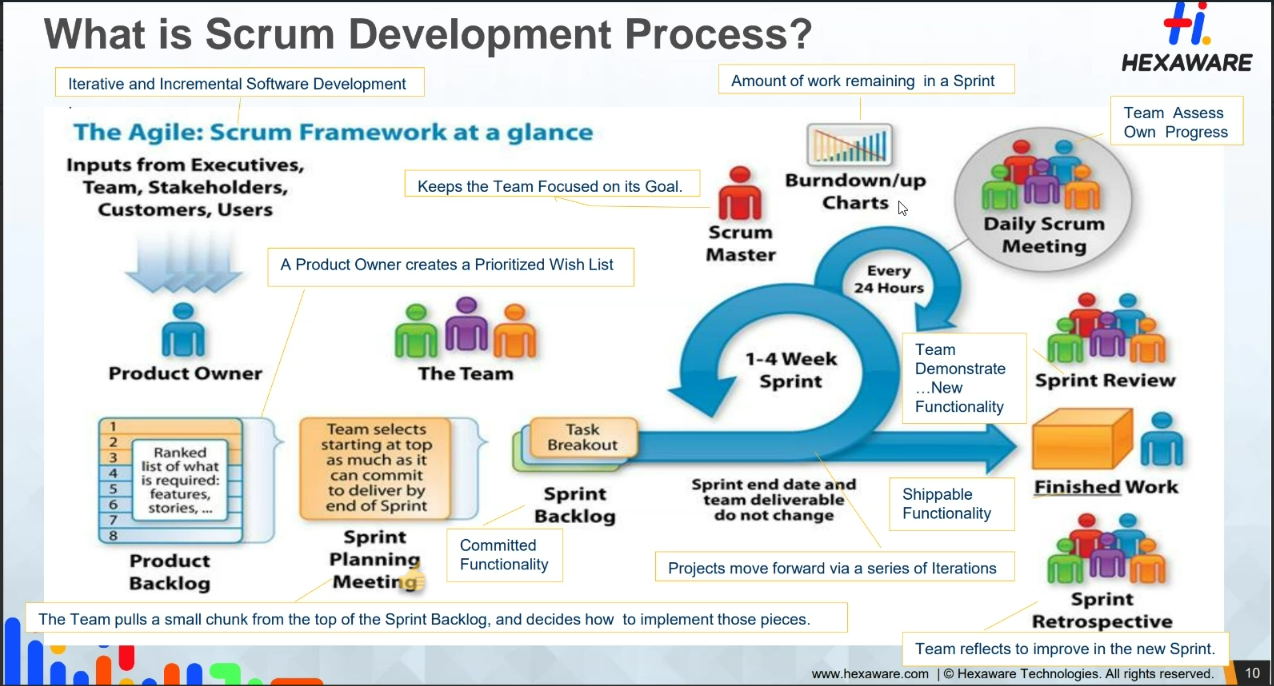 What is Scrum Development Process?
HEXAWARE
Iterative and Incremental Software Development
Amount of work remaining in a Sprint
Team Assess
Own Progress
The Agile: Scrum Framework at a glance
Inputs from Executives,
Team, Stakeholders,
Customers, Users
Keeps the Team Focused on its Goal.
Scrum
Master
Burndown/up
Charts
Daily Scrum
Meeting
A Product Owner creates a Prioritized Wish List
Every
24 Hours
Product Owner
The Team
1-4 Week
Sprint
Team
Demonstrate
...New
Functionality
Sprint Review
1
2
3
4
5
6
7
8
Ranked
list of what
is required:
features,
stories, ...
Product
Backlog
Team selects
starting at top
as much as it
can commit
to deliver by
end of Sprint
Sprint
Planning
Meeting
Task
Breakout
Sprint
Backlog
Committed
Functionality
Sprint end date and
team deliverable
do not change
Shippable
Functionality
Finished Work
Projects move forward via a series of Iterations
Sprint
Retrospective
The Team pulls a small chunk from the top of the Sprint Backlog, and decides how to implement those pieces.
Team reflects to improve in the new Sprint.
www.hexaware.com | © Hexaware Technologies. All rights reserved.
10